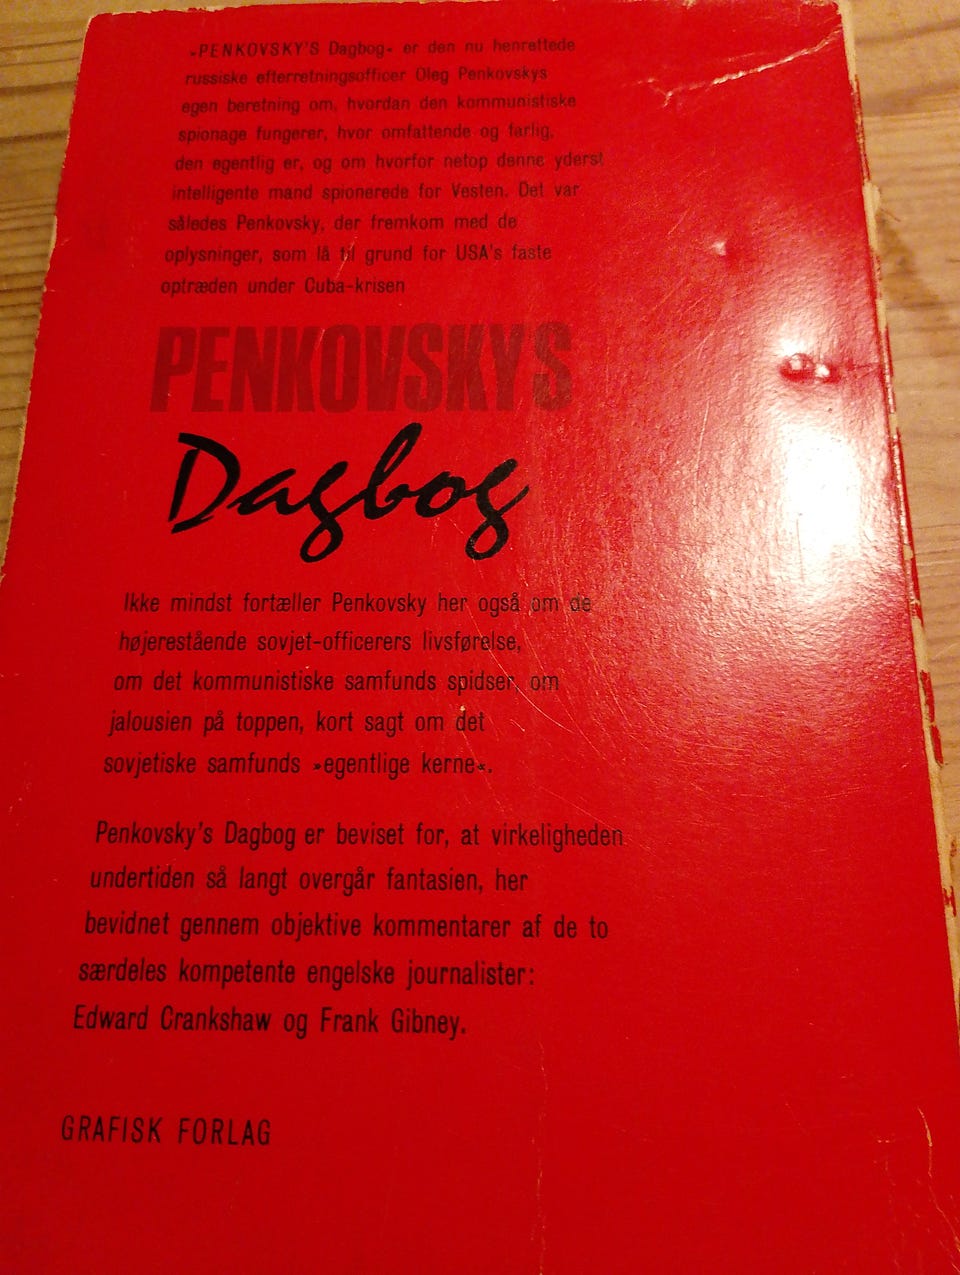 »PENKOVSKY'S Dagbog« er den nu henrettede
russiske efterretningsofficer Oleg Penkovskys
egen beretning om, hvordan den kommunistiske
spionage fungerer, hvor omfattende og farlig,
den egentlig er, og om hvorfor netop denne yderst
intelligente mand spionerede for Vesten. Det var
således Penkovsky, der fremkom med de
oplysninger, som lå til grund for USA's faste
optræden under Cuba-krisen
PENKOVSKYS
Dagbog
Ikke mindst fortæller Penkovsky her også om de
højerestående sovjet-officerers livsførelse,
om det kommunistiske samfunds spidser, om
jalousien på toppen, kort sagt om det
sovjetiske samfunds »egentlige kerne«.
Penkovsky's Dagbog er beviset for, at virkeligheden
undertiden så langt overgår fantasien, her
bevidnet gennem objektive kommentarer af de to
særdeles kompetente engelske journalister:
Edward Crankshaw og Frank Gibney.
GRAFISK FORLAG